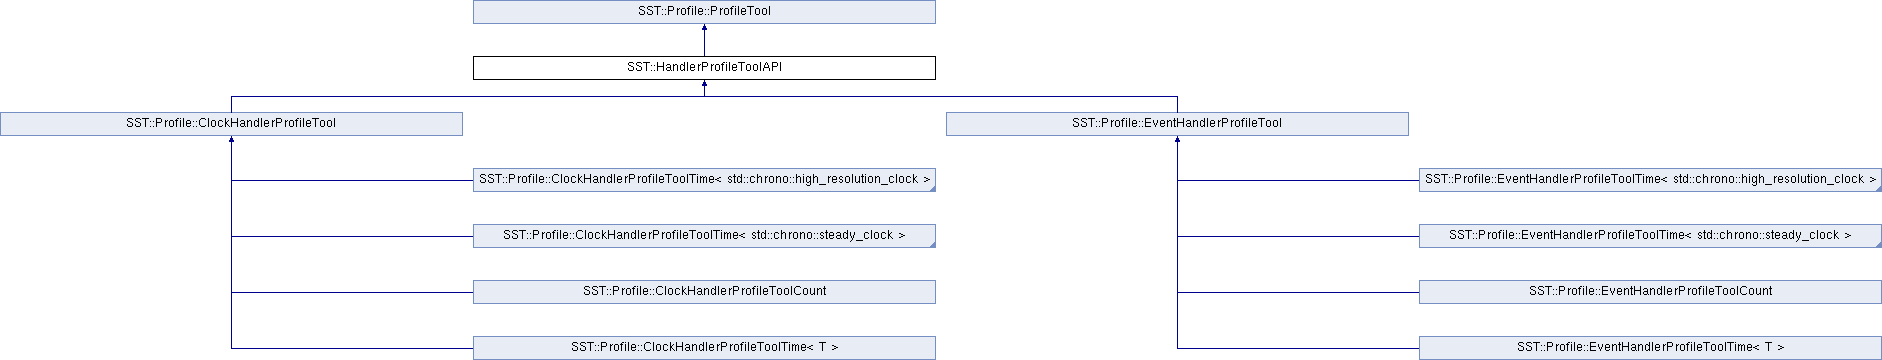 SST::Profile::ProfileTool
SST::HandlerProfileToolAPI
SST::Profile::ClockHandlerProfileTool
SST::Profile::EventHandlerProfileTool
SST::Profile::ClockHandlerProfileToolTime< std::chrono::high_resolution_clock >
SST::Profile::EventHandlerProfileToolTime< std::chrono::high_resolution_clock >
SST::Profile::ClockHandlerProfileToolTime< std::chrono::steady_clock >
SST::Profile::EventHandlerProfileToolTime< std::chrono::steady_clock >
SST::Profile::ClockHandlerProfileToolCount
SST::Profile::EventHandlerProfileToolCount
SST::Profile::ClockHandlerProfileToolTime< T >
SST::Profile::EventHandlerProfileToolTime< T >